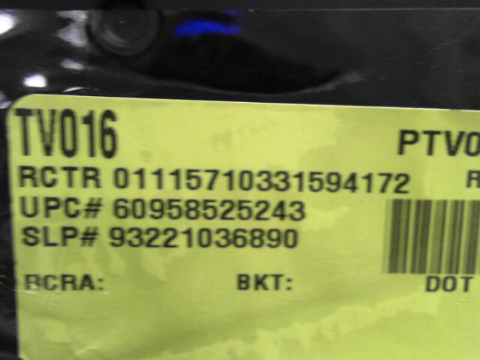 TV016 PTV0
RCTR 01115710331594172 R
UPC# 60958525243
SLP# 93221036890
RCRA: BKT: DOT